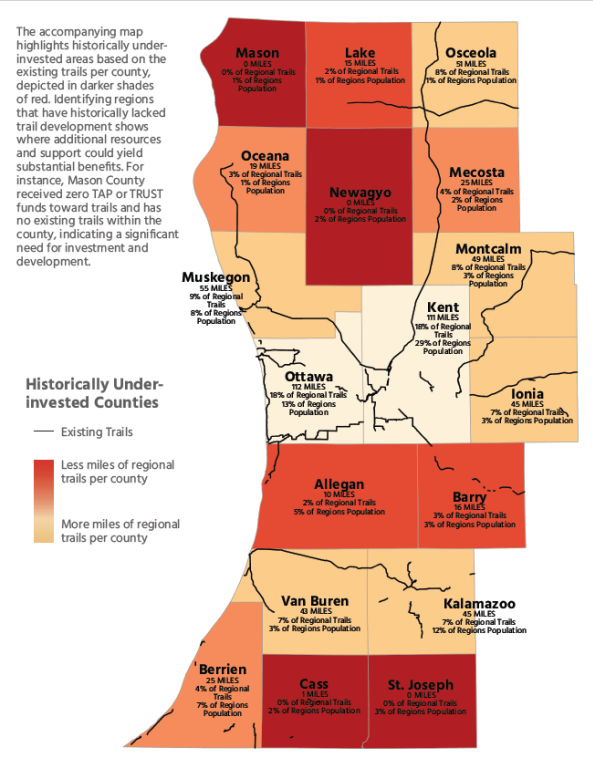 The accompanying map
highlights historically under-
invested areas based on the
existing trails per county,
depicted in darker shades
of red. Identifying regions
that have historically lacked
trail development shows
where additional resources
and support could yield
substantial benefits. For
instance, Mason County
received zero TAP or TRUST
funds toward trails and has
no existing trails within the
county, indicating a significant
need for investment and
development.
Mason
0 MILES
0% of Regional Trails
1% of Regions
Population
Lake
15 MILES
2% of Regional Trails
1% of Regions Population
Osceola
51 MILES
8% of Regional Trails
1% of Regions
Population
Oceana
19 MILES
3% of Regional Trails
1% of Regions
Population
Newagyo
0 MILES
0% of Regional Trails
2% of Regions Population
Mecosta
25 MILES
4% of Regional Trails
2% of Regions
Population
Montcalm
49 MILES
8% of Regional Trails
3% of Regions
Population
Muskegon
55 MILES
9% of Regional
Trails
8% of Regions
Population
Kent
111 MILES
18% of Regional
Trails
29% of Regions
Population
Ottawa
112 MILES
18% of Regional Trails
13% of Regions
Population
Ionia
45 MILES
7% of Regional Trails
3% of Regions Population
Historically Under-
invested Counties
Existing Trails
Less miles of regional
trails per county
More miles of regional
trails per county
Allegan
10 MILES
2% of Regional Trails
5% of Regions Population
Barry
16 MILES
3% of Regional Trails
3% of Regions Population
Van Buren
43 MILES
7% of Regional Trails
3% of Regions Population
Kalamazoo
45 MILES
7% of Regional Trails
12% of Regions Population
Berrien
25 MILES
4% of Regional
Trails
7% of Regions
Population
Cass
1 MILES
0% of Regional Trails
2% of Regions Population
St. Joseph
0 MILES
0% of Regional Trails
3% of Regions Population